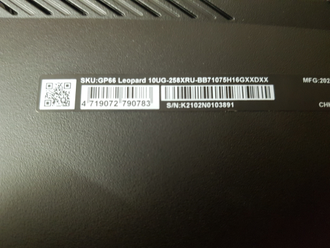 SKU:GP66 Leopard 10UG-258XRU-BB71075H16GXXDXX
MFG:202
4 719072 790783
S/N:K2102N0103891
CH